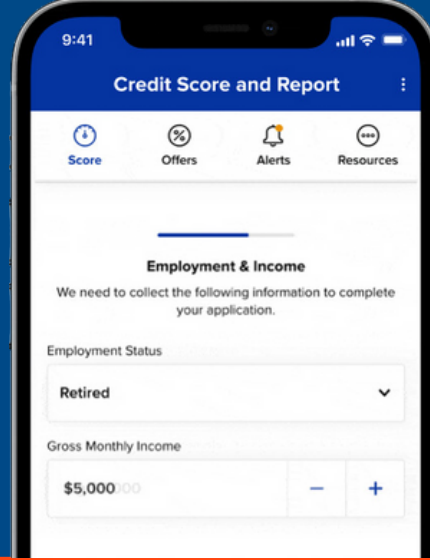 9:41
Credit Score and Report
Score Offers Alerts Resources
Employment & Income
We need to collect the following information to complete
your application.
Employment Status
Retired
Gross Monthly Income
$5,000